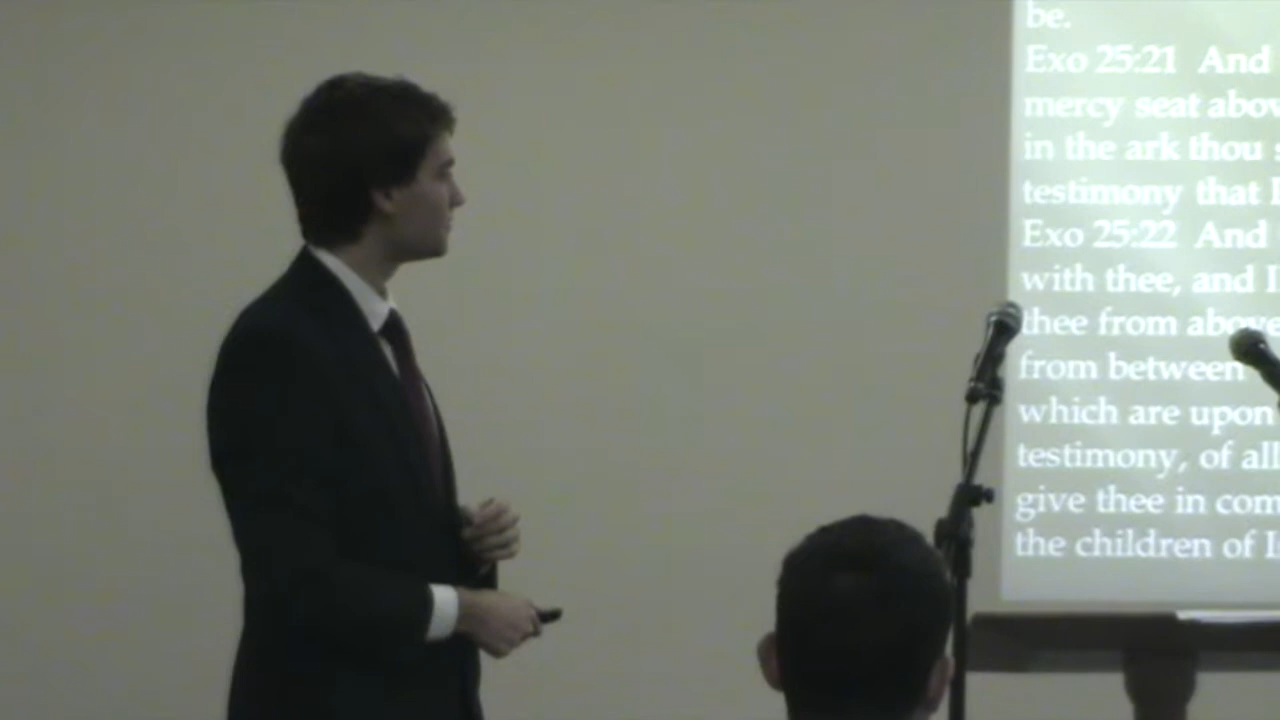 be.
Exo 25:21 And
mercy seat abov
in the ark thou
testimony that
Exo 25:22 And
with thee, and I
thee from above
from between
which are upon
testimony, of all
give thee in com
the children of I